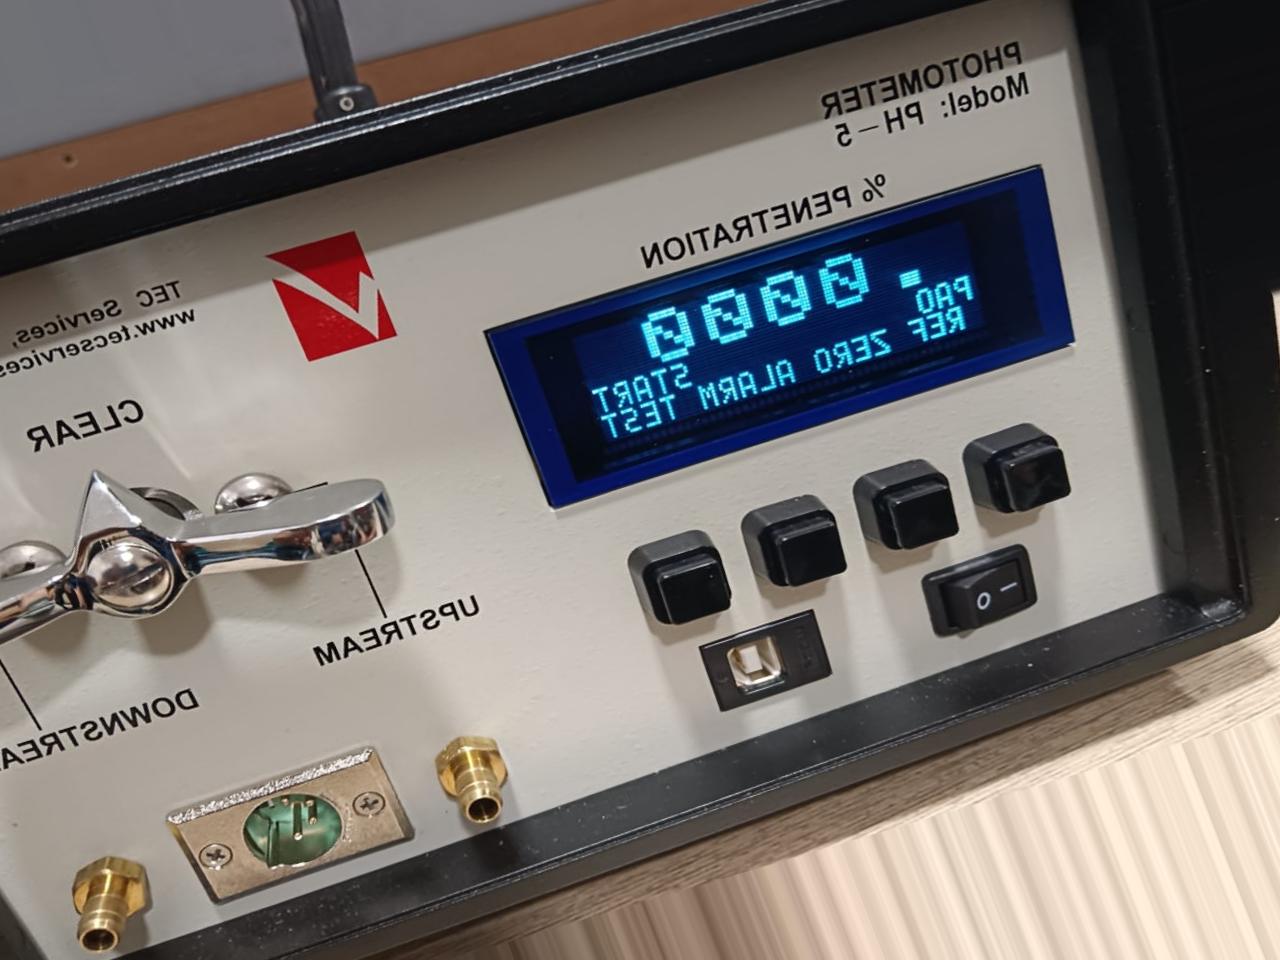 PHOTOMETER
Model: PH-5
% PENETRATION
.0000
PAO START
REF ZERO ALARM TEST
TEC Services,
www.tecservices
CLEAR
UPSTREAM
DOWNSTREA